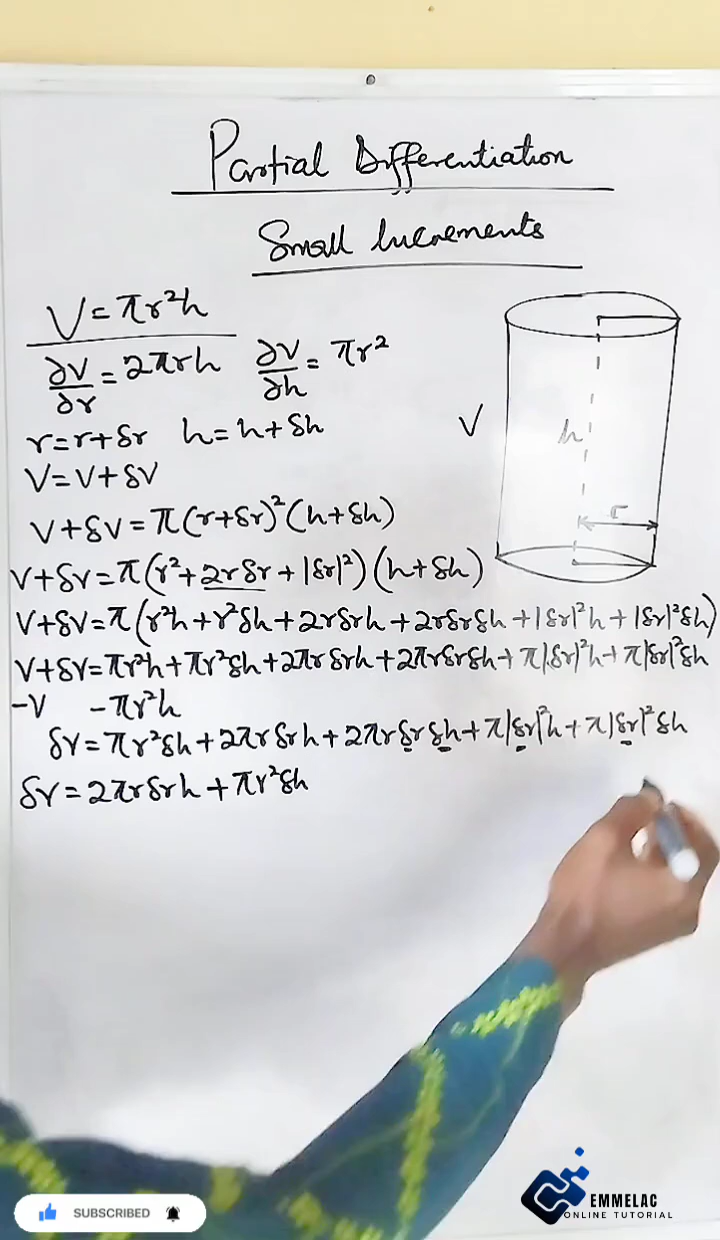 Partial Differentiation
Small Increments
V = πr²h
∂V/∂r = 2πrh   ∂V/∂h = πr²
r=r+δr   h=h+δh
V=V+δV
V+δV=π(r+δr)²(h+δh)
V+δV=π(r²+2rδr+|δr|²)(h+δh)
V+δV=π(r²h+r²δh+2rδrh+2rδrδh+|δr|²h+|δr|²δh)
V+δV=πr²h+πr²δh+2πrδrh+2πrδrδh+π|δr|²h+π|δr|²δh
-V   -πr²h
δV=πr²δh+2πrδrh+2πrδrδh+π|δr|²h+π|δr|²δh
δV=2πrδrh+πr²δh
V
h
r
SUBSCRIBED
EMMELAC
ONLINE TUTORIAL